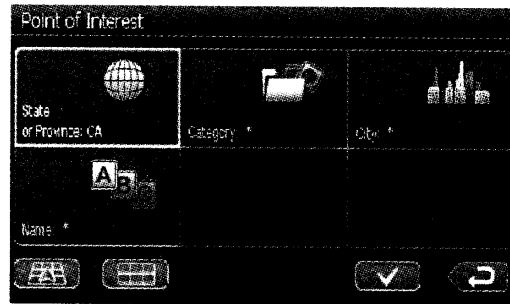 Point of Interest
State
or Province: CA
Category: *
City: *
A B
Name: *